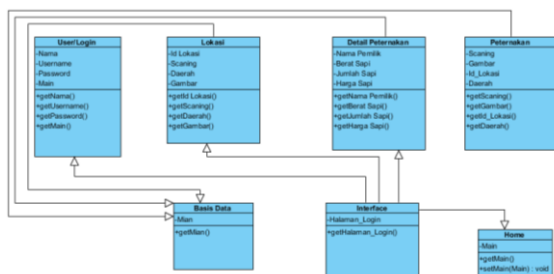 User/Login
-Nama
-Username
-Password
-Main
+getNama()
+getUsername()
+getPassword()
+getMain()
Lokasi
-Id Lokasi
-Scaning
-Daerah
-Gambar
+getId Lokasi()
+getScaning()
+getDaerah()
+getGambar()
Detail Peternakan
-Nama Pemilik
-Berat Sapi
-Jumlah Sapi
-Harga Sapi
+getNama Pemiliki()
+getBerat Sapi()
+getJumlah Sapi()
+getHarga Sapi()
Peternakan
-Scaning
-Gambar
-Id_Lokasi
-Daerah
+getScaning()
+getGambar()
+getId_Lokasi()
+getDaerah()
Basis Data
-Mian
+getMian()
Interface
-Halaman_Login
+getHalaman_Login()
Home
-Main
+getMain()
+setMain(Main) : void